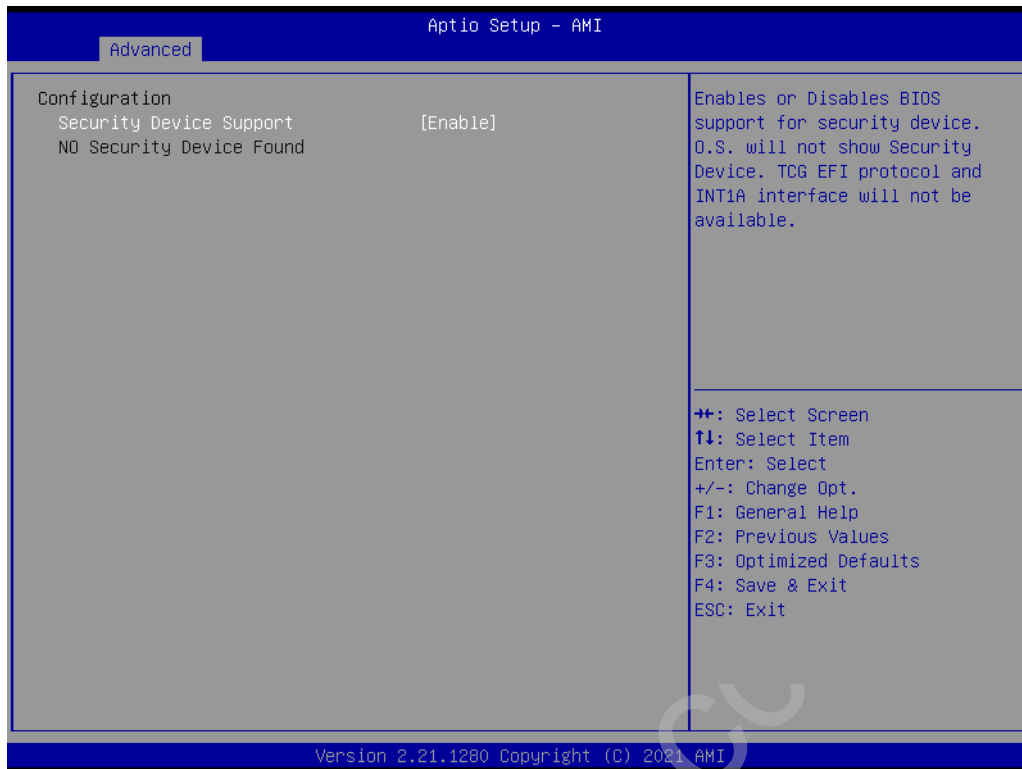 Aptio Setup - AMI
Advanced
Configuration
Security Device Support [Enable]
NO Security Device Found
Enables or Disables BIOS
support for security device.
O.S. will not show Security
Device. TCG EFI protocol and
INT1A interface will not be
available.
→←: Select Screen
↑↓: Select Item
Enter: Select
+/-: Change Opt.
F1: General Help
F2: Previous Values
F3: Optimized Defaults
F4: Save & Exit
ESC: Exit
Version 2.21.1280 Copyright (C) 2021 AMI